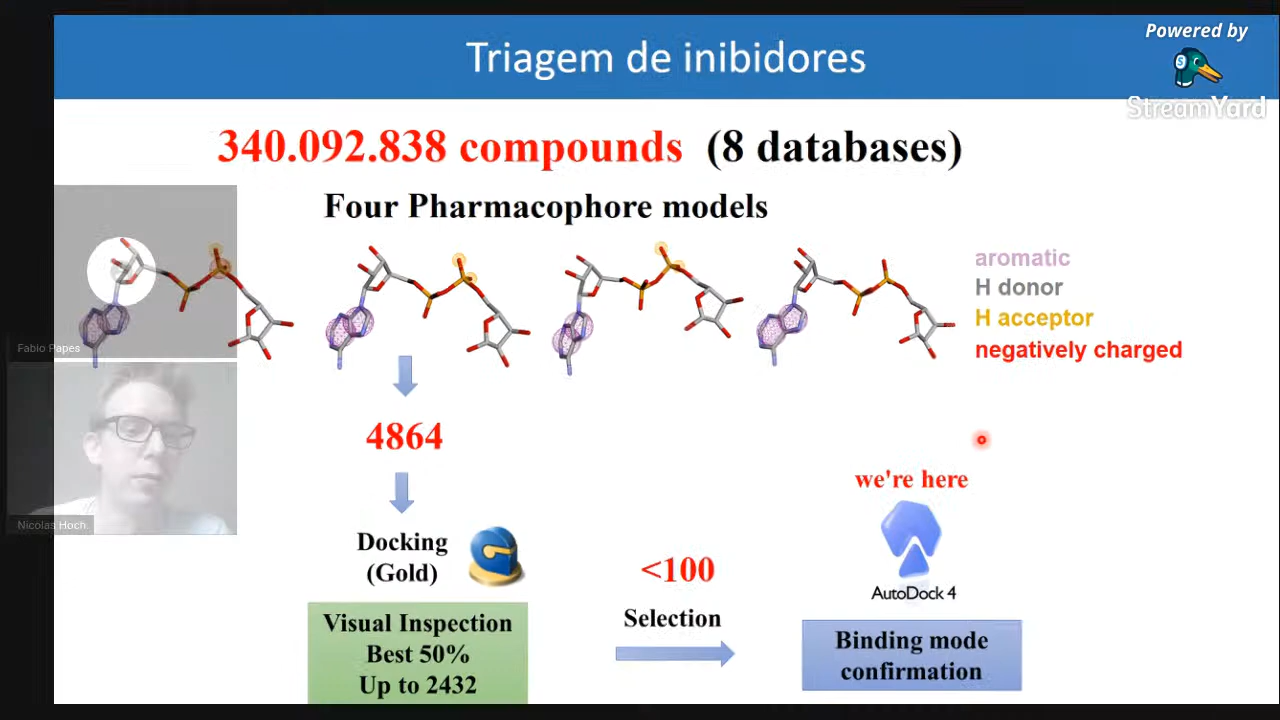 Triagem de inibidores
Powered by
StreamYard
340.092.838 compounds (8 databases)
Four Pharmacophore models
aromatic
H donor
H acceptor
negatively charged
Fabio Papes
4864
we're here
Nicolas Hoch
Docking
(Gold)
<100
AutoDock 4
Selection
Visual Inspection
Best 50%
Up to 2432
Binding mode
confirmation